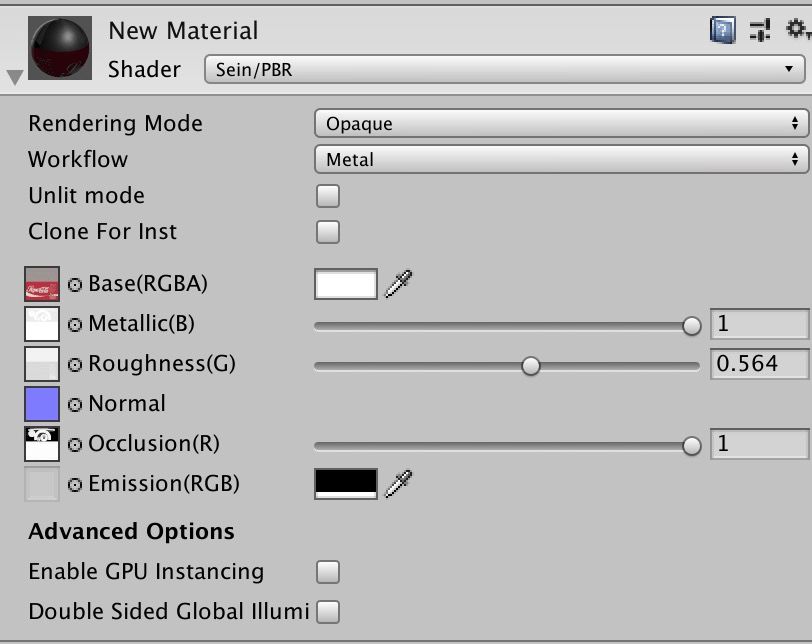 New Material
Shader Sein/PBR
Rendering Mode Opaque
Workflow Metal
Unlit mode
Clone For Inst
Base(RGBA)
Metallic(B) 1
Roughness(G) 0.564
Normal
Occlusion(R) 1
Emission(RGB)
Advanced Options
Enable GPU Instancing
Double Sided Global Illumi